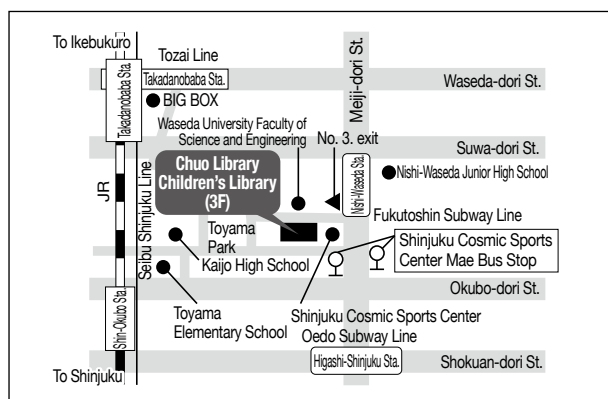 To Ikebukuro
Tozai Line
Takadanobaba Sta.
Takadanobaba Sta.
Meiji-dori St.
Waseda-dori St.
BIG BOX
Waseda University Faculty of
Science and Engineering
No. 3. exit
Suwa-dori St.
Chuo Library
Children's Library
(3F)
Nishi-Waseda Sta.
Nishi-Waseda Junior High School
JR
Seibu Shinjuku Line
Toyama
Park
Fukutoshin Subway Line
Kaijo High School
Shinjuku Cosmic Sports
Center Mae Bus Stop
Okubo-dori St.
Shin-Okubo Sta.
Toyama
Elementary School
Shinjuku Cosmic Sports Center
Oedo Subway Line
Higashi-Shinjuku Sta.
Shokuan-dori St.
To Shinjuku